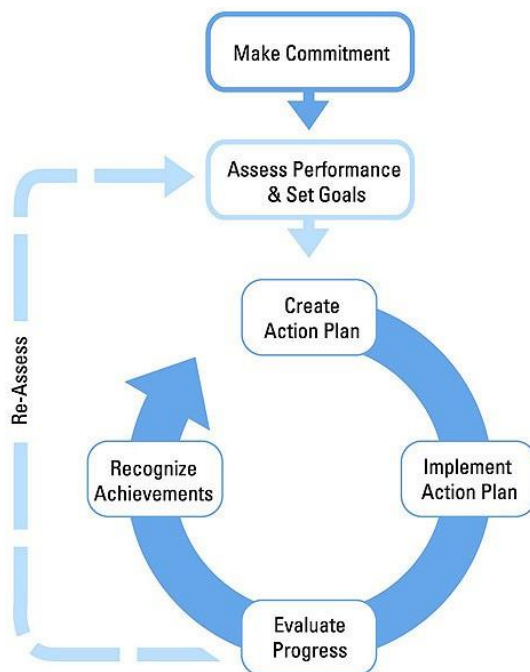 Make Commitment
Assess Performance
& Set Goals
Create
Action Plan
Re-Assess
Recognize
Achievements
Implement
Action Plan
Evaluate
Progress